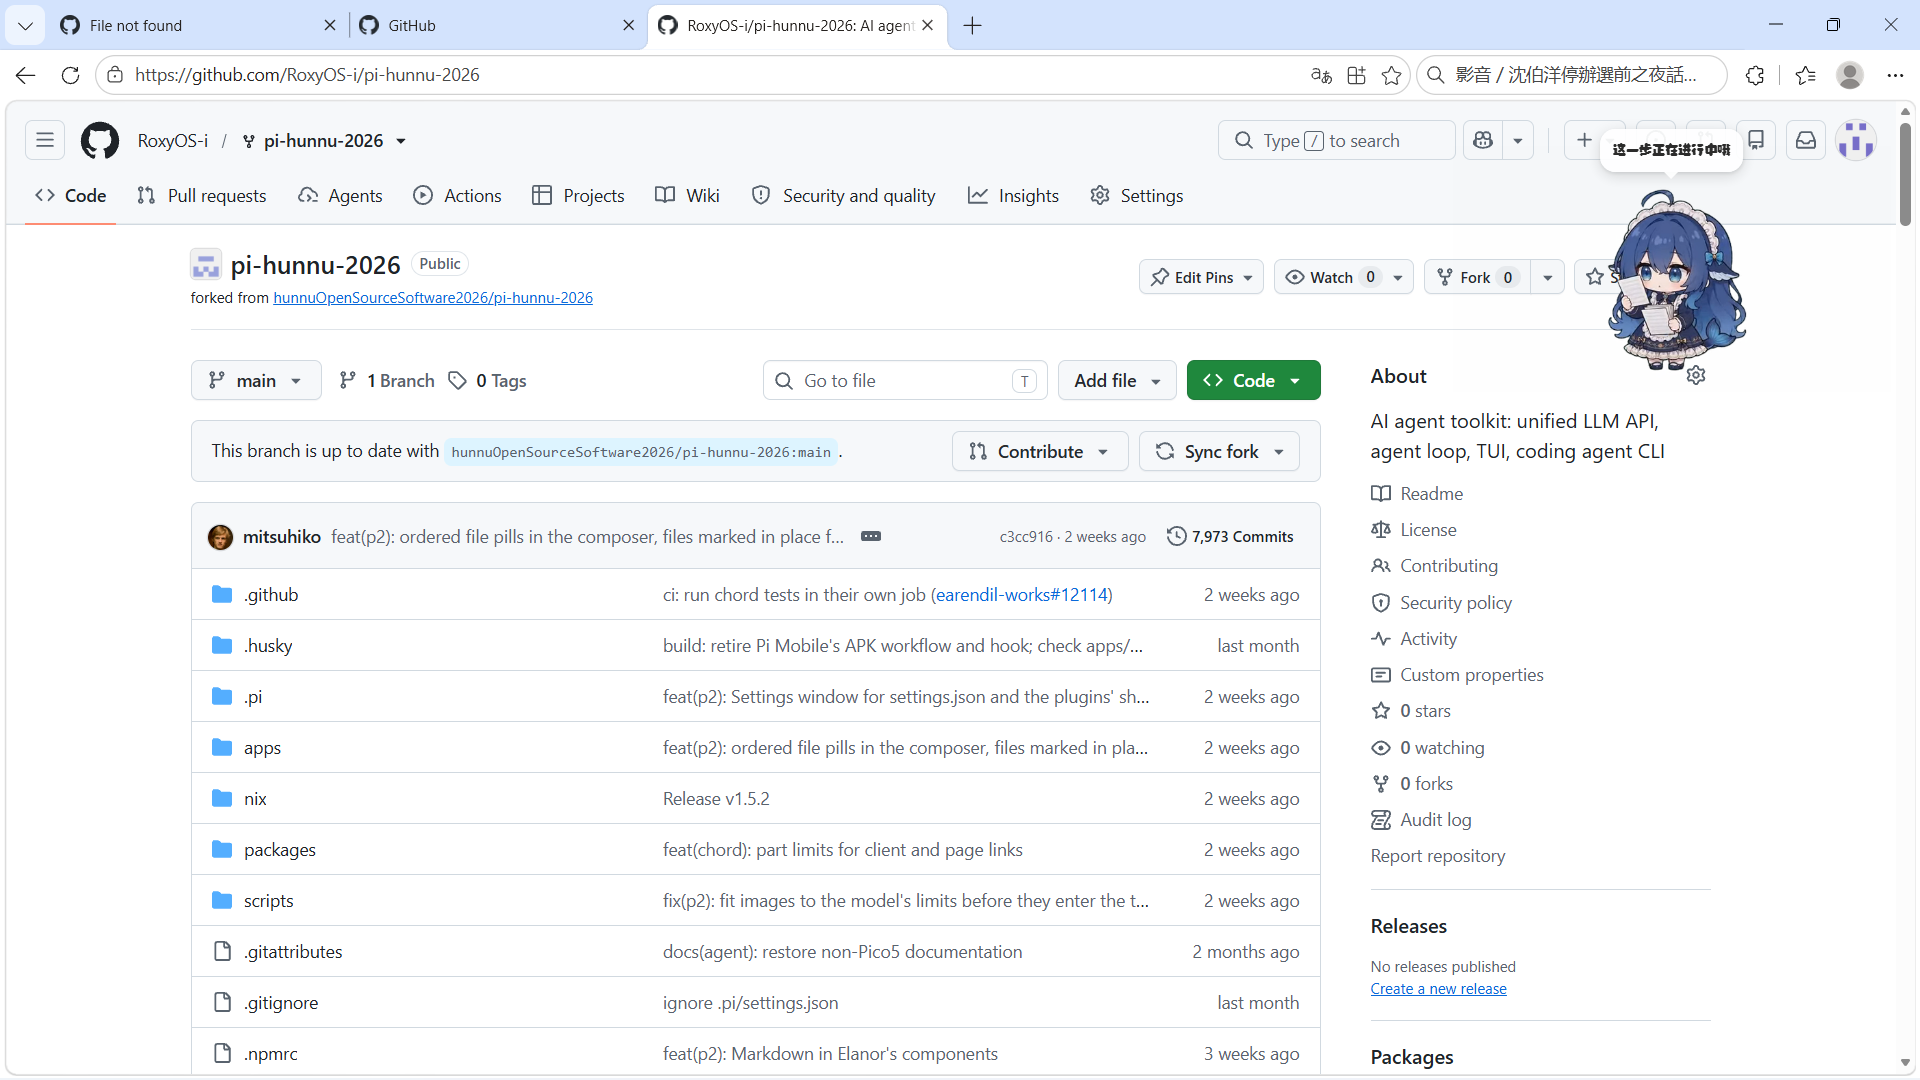 File not found
GitHub
RoxyOS-i/pi-hunnu-2026: AI agent
https://github.com/RoxyOS-i/pi-hunnu-2026
影音 / 沈伯洋停辦選前之夜話...
RoxyOS-i / pi-hunnu-2026
Type / to search
这一步正在进行中哦
Code
Pull requests
Agents
Actions
Projects
Wiki
Security and quality
Insights
Settings
pi-hunnu-2026 Public
forked from hunnuOpenSourceSoftware2026/pi-hunnu-2026
Edit Pins
Watch 0
Fork 0
main
1 Branch
0 Tags
Go to file T
Add file
Code
This branch is up to date with hunnuOpenSourceSoftware2026/pi-hunnu-2026:main .
Contribute
Sync fork
mitsuhiko feat(p2): ordered file pills in the composer, files marked in place f... c3cc916 · 2 weeks ago 7,973 Commits
.github ci: run chord tests in their own job (earendil-works#12114) 2 weeks ago
.husky build: retire Pi Mobile's APK workflow and hook; check apps/... last month
.pi feat(p2): Settings window for settings.json and the plugins' sh... 2 weeks ago
apps feat(p2): ordered file pills in the composer, files marked in pla... 2 weeks ago
nix Release v1.5.2 2 weeks ago
packages feat(chord): part limits for client and page links 2 weeks ago
scripts fix(p2): fit images to the model's limits before they enter the t... 2 weeks ago
.gitattributes docs(agent): restore non-Pico5 documentation 2 months ago
.gitignore ignore .pi/settings.json last month
.npmrc feat(p2): Markdown in Elanor's components 3 weeks ago
About
AI agent toolkit: unified LLM API,
agent loop, TUI, coding agent CLI
Readme
License
Contributing
Security policy
Activity
Custom properties
0 stars
0 watching
0 forks
Audit log
Report repository
Releases
No releases published
Create a new release
Packages